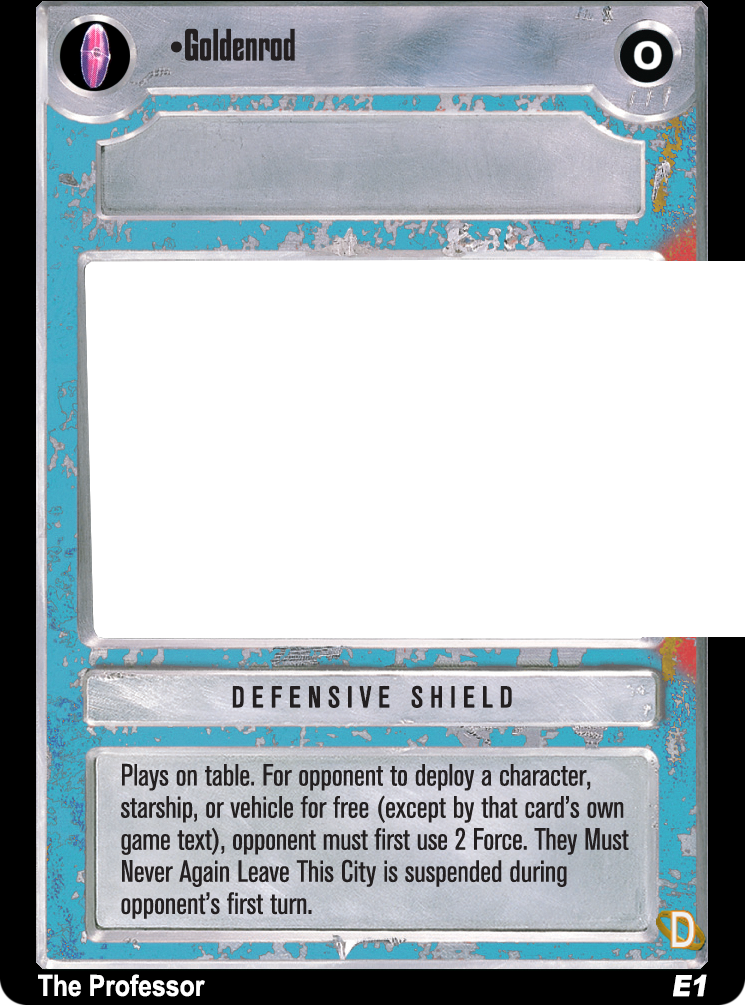 •Goldenrod
O
DEFENSIVE SHIELD
Plays on table. For opponent to deploy a character,
starship, or vehicle for free (except by that card's own
game text), opponent must first use 2 Force. They Must
Never Again Leave This City is suspended during
opponent's first turn.
D
The Professor
E1